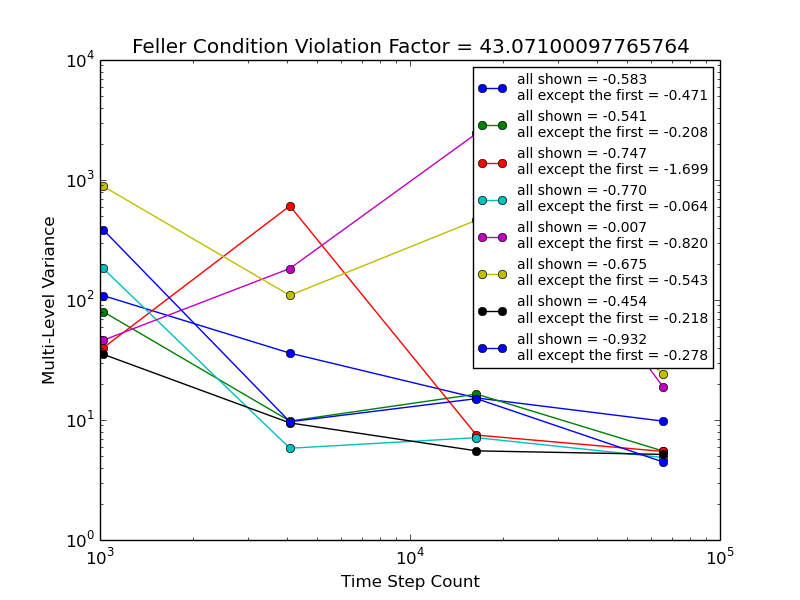 Feller Condition Violation Factor = 43.07100097765764
10^4
10^3
10^2
10^1
10^0
Multi-Level Variance
all shown = -0.583
all except the first = -0.471
all shown = -0.541
all except the first = -0.208
all shown = -0.747
all except the first = -1.699
all shown = -0.770
all except the first = -0.064
all shown = -0.007
all except the first = -0.820
all shown = -0.675
all except the first = -0.543
all shown = -0.454
all except the first = -0.218
all shown = -0.932
all except the first = -0.278
10^3 10^4 10^5
Time Step Count